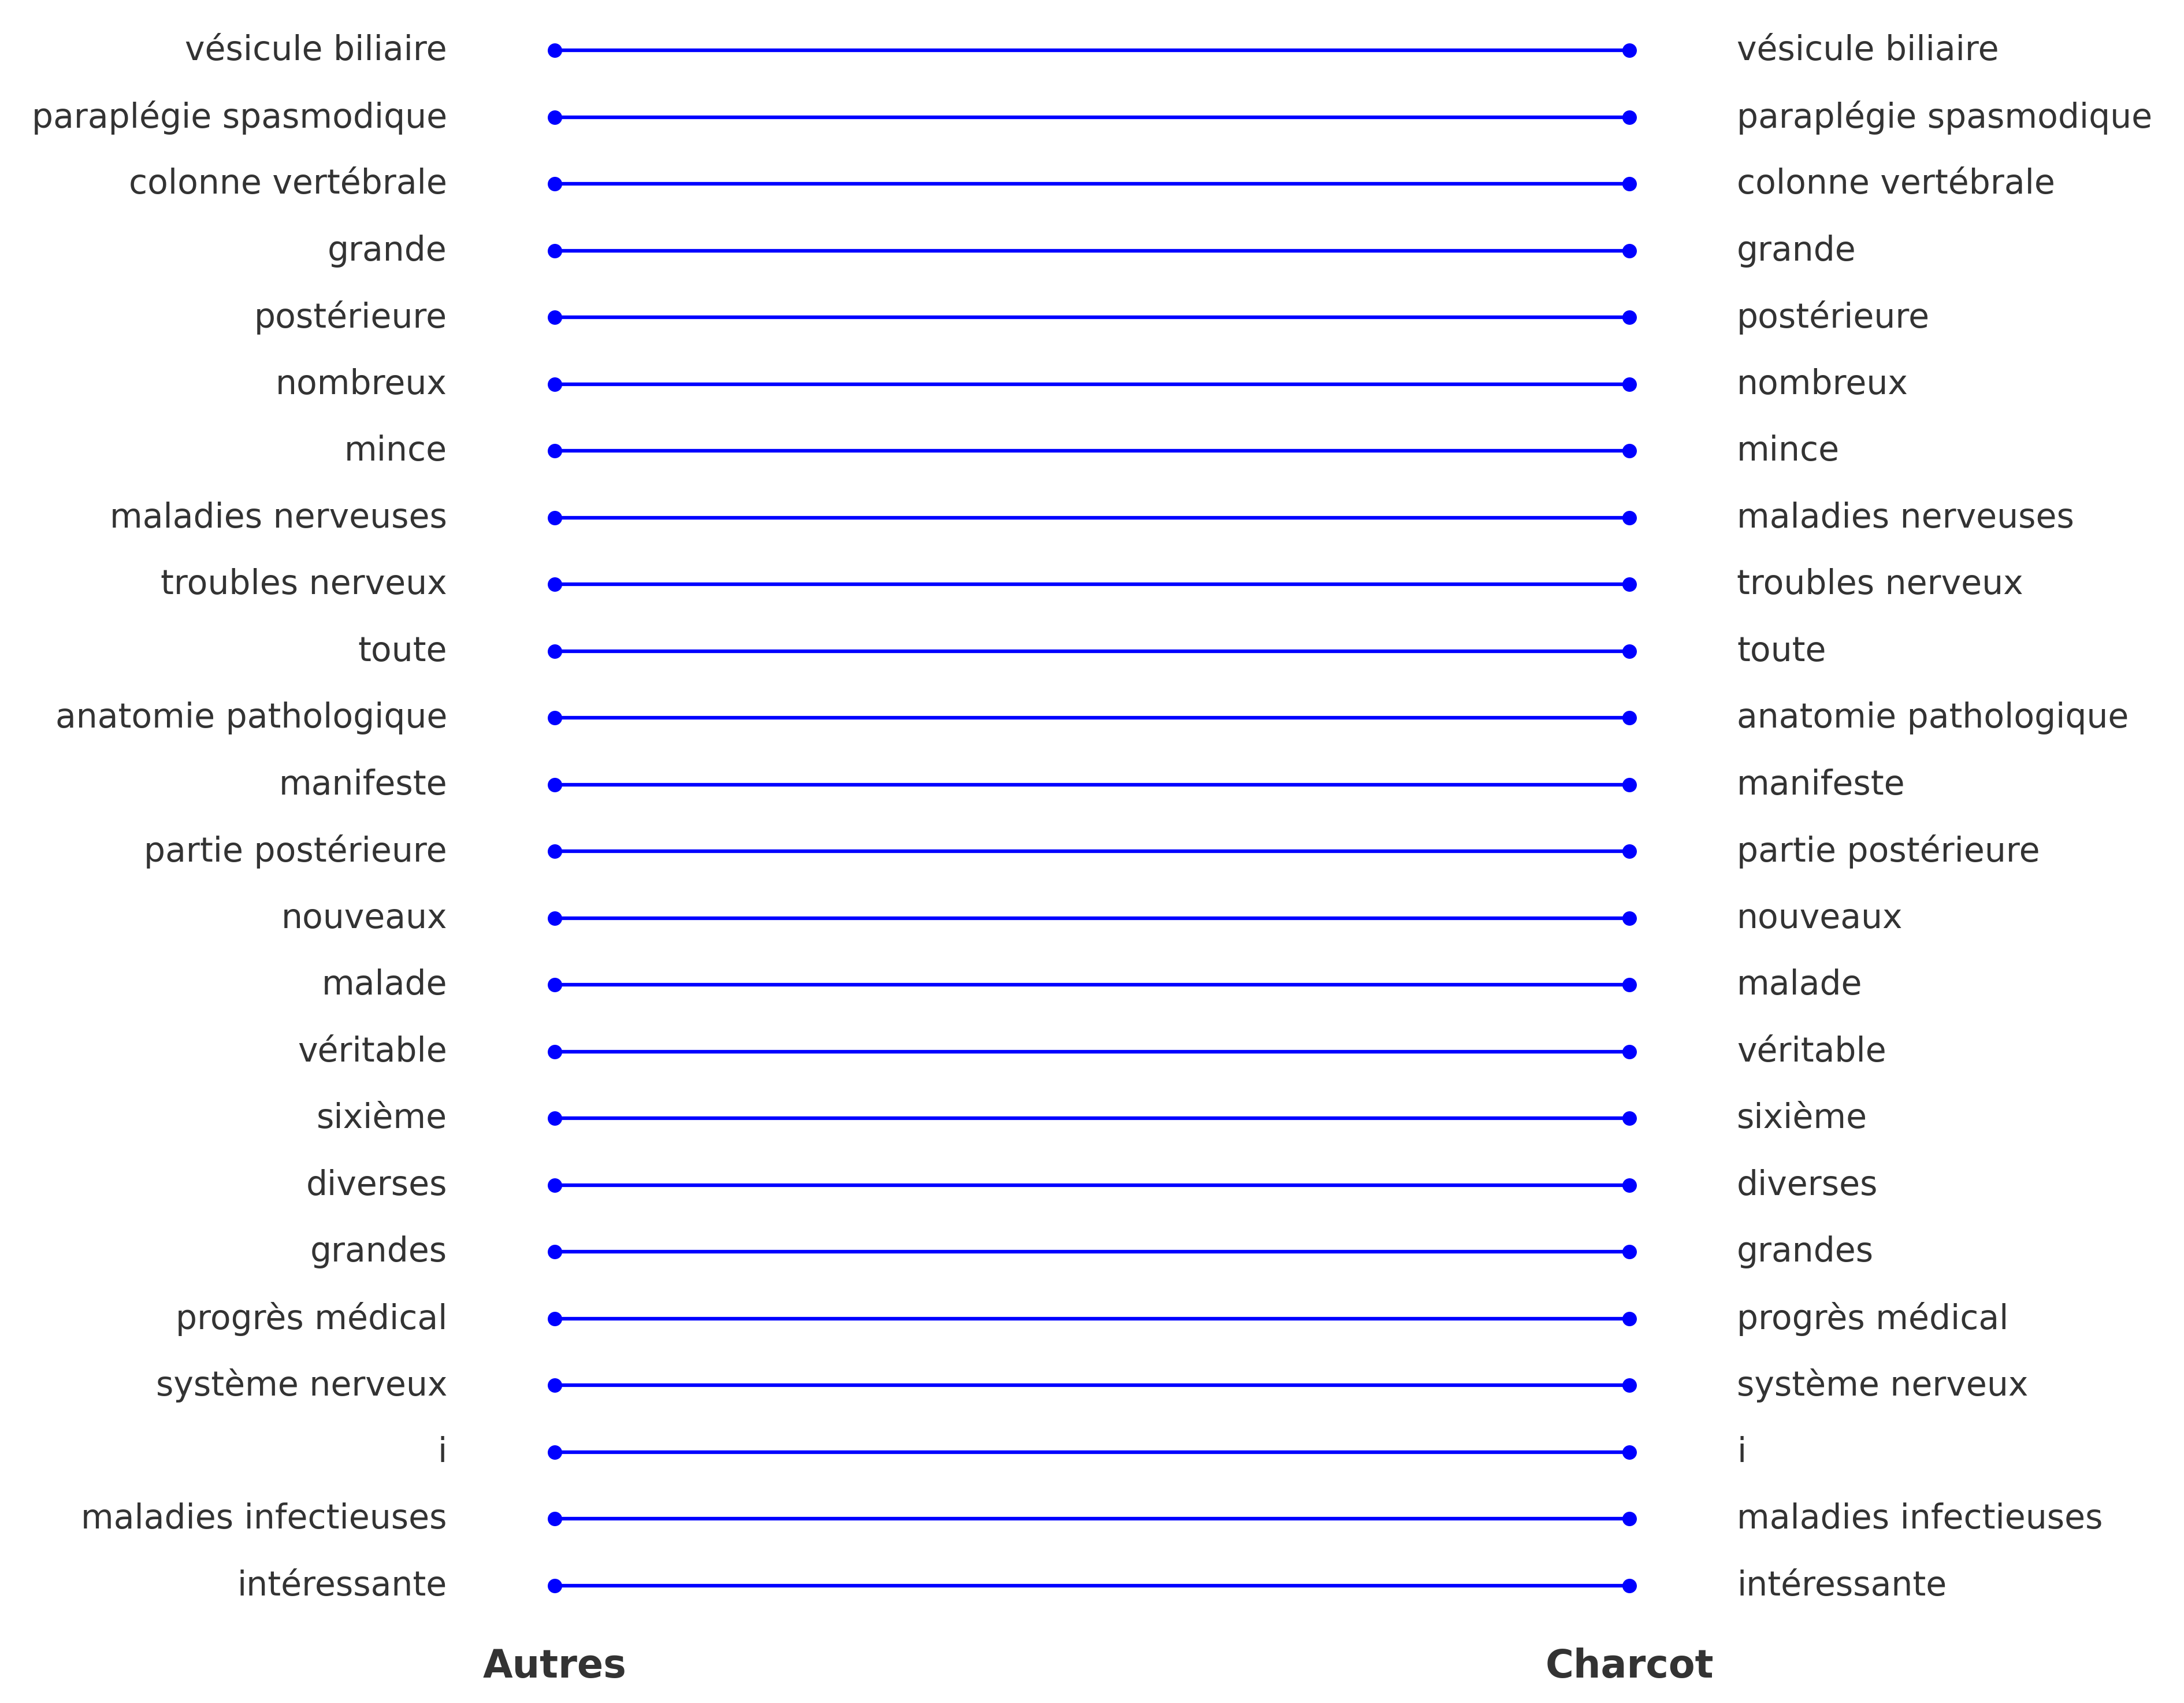 vésicule biliaire vésicule biliaire
paraplégie spasmodique paraplégie spasmodique
colonne vertébrale colonne vertébrale
grande grande
postérieure postérieure
nombreux nombreux
mince mince
maladies nerveuses maladies nerveuses
troubles nerveux troubles nerveux
toute toute
anatomie pathologique anatomie pathologique
manifeste manifeste
partie postérieure partie postérieure
nouveaux nouveaux
malade malade
véritable véritable
sixième sixième
diverses diverses
grandes grandes
progrès médical progrès médical
système nerveux système nerveux
i i
maladies infectieuses maladies infectieuses
intéressante intéressante
Autres Charcot